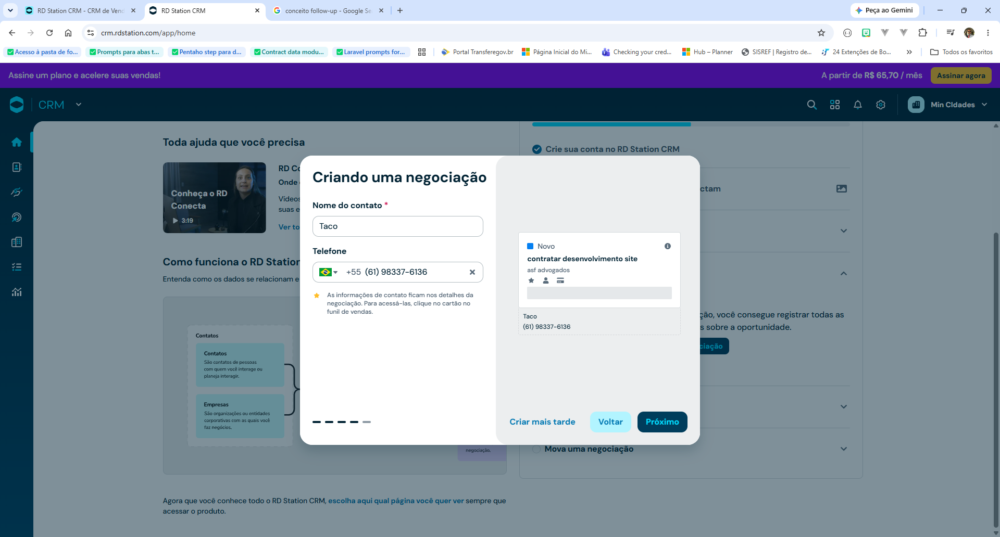 RD Station CRM - CRM de Vend
RD Station CRM
conceito follow-up - Google Se
Peça ao Gemini
crm.rdstation.com/app/home
Acesso à pasta de fo...
Prompts para abas t...
Pentaho step para d...
Contract data modu...
Laravel prompts for...
Portal Transferegov.br
Página Inicial do Mi...
Checking your cred...
Hub – Planner
SISREF | Registro de...
24 Extenções de Bo...
Todos os favoritos
Assine um plano e acelere suas vendas!
A partir de R$ 65,70 / mês
Assinar agora
CRM
Min CIdades
Toda ajuda que você precisa
Conheça o RD
Conecta
3:19
RD Co
Onde
Vídeos
suas e
Ver to
Como funciona o RD Station
Entenda como os dados se relacionam e
Contatos
Contatos
São contatos de pessoas
com quem você interage ou
planeja interagir.
Empresas
São organizações ou entidades
corporativas com as quais você
faz negócios.
negociação.
Agora que você conhece todo o RD Station CRM, escolha aqui qual página você quer ver sempre que
acessar o produto.
Crie sua conta no RD Station CRM
ctam
ção, você consegue registrar todas as
s sobre a oportunidade.
ciação
Mova uma negociação
Criando uma negociação
Nome do contato *
Taco
Telefone
+55 (61) 98337-6136
As informações de contato ficam nos detalhes da
negociação. Para acessá-las, clique no cartão no
funil de vendas.
Novo
contratar desenvolvimento site
asf advogados
Taco
(61) 98337-6136
Criar mais tarde
Voltar
Próximo